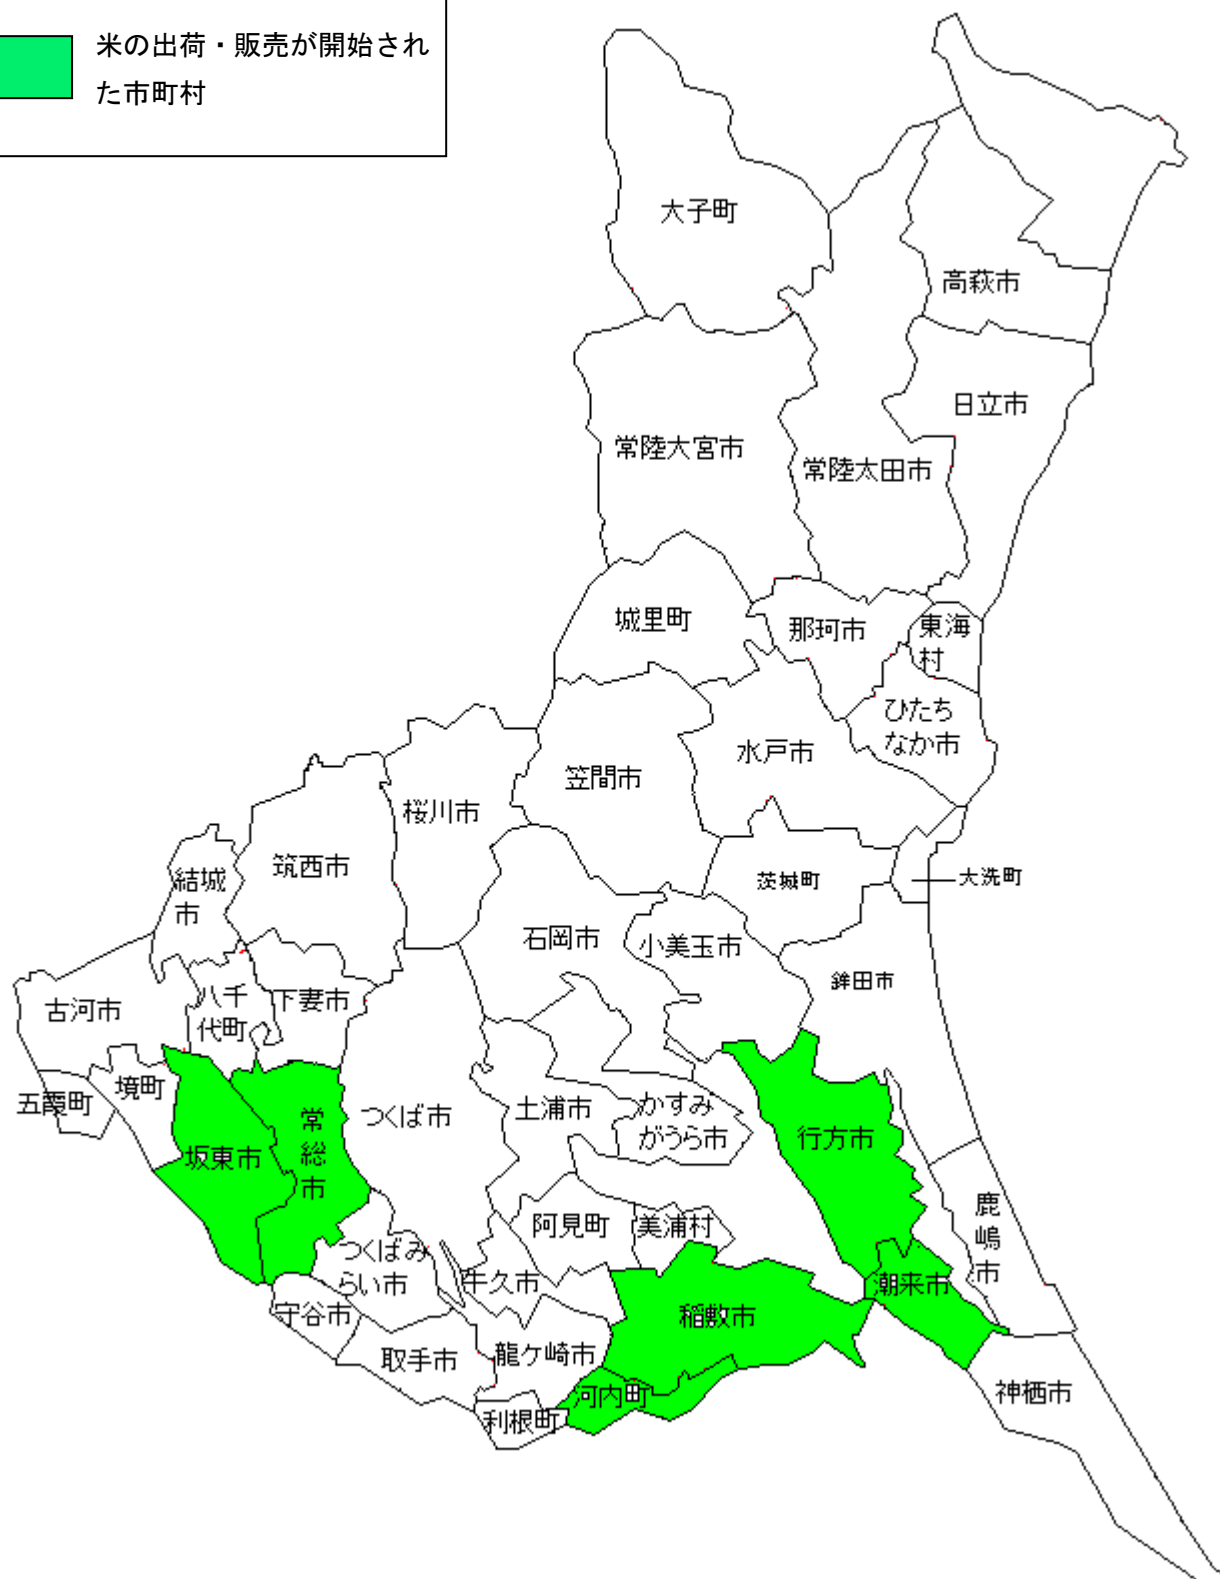 米の出荷・販売が開始され
た市町村
大子町
高萩市
日立市
常陸大宮市
常陸太田市
城里町
那珂市
東海
村
ひたち
なか市
水戸市
笠間市
桜川市
筑西市
結城
市
茨城町
大洗町
石岡市
小美玉市
鉾田市
古河市
八千
代町
下妻市
五霞町
境町
坂東市
常
総
市
つくば市
土浦市
かすみ
がうら市
行方市
阿見町
美浦村
鹿
嶋
市
つくばみ
らい市
牛久市
潮来市
守谷市
稲敷市
取手市
龍ケ崎市
河内町
利根町
神栖市